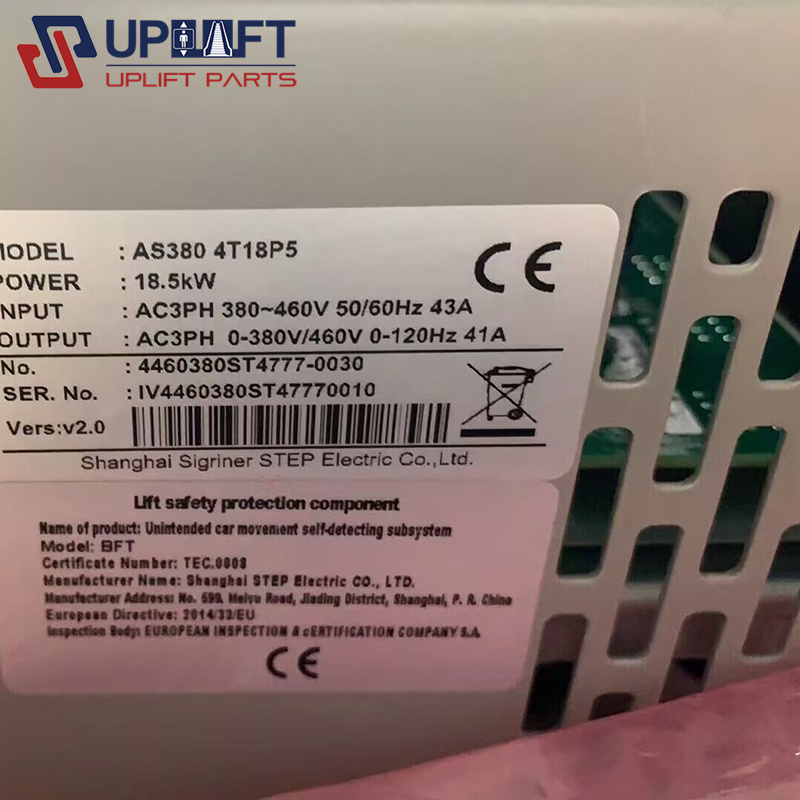 UPLIFT
UPLIFT PARTS
MODEL : AS380 4T18P5
POWER : 18.5kW
INPUT : AC3PH 380~460V 50/60Hz 43A
OUTPUT : AC3PH 0-380V/460V 0-120Hz 41A
No. : 4460380ST4777-0030
SER. No. : IV4460380ST47770010
Vers:v2.0
Shanghai Sigriner STEP Electric Co.,Ltd.
CE
Lift safety protection component
Name of product: Unintended car movement self-detecting subsystem
Model: BFT
Certificate Number: TEC.0008
Manufacturer Name: Shanghai STEP Electric CO., LTD.
Manufacturer Address: No. 599, Meiyu Road, Jiading District, Shanghai, P. R. China
European Directive: 2014/33/EU
Inspection Body: EUROPEAN INSPECTION & cERTIFICATION COMPANY S.A
CE